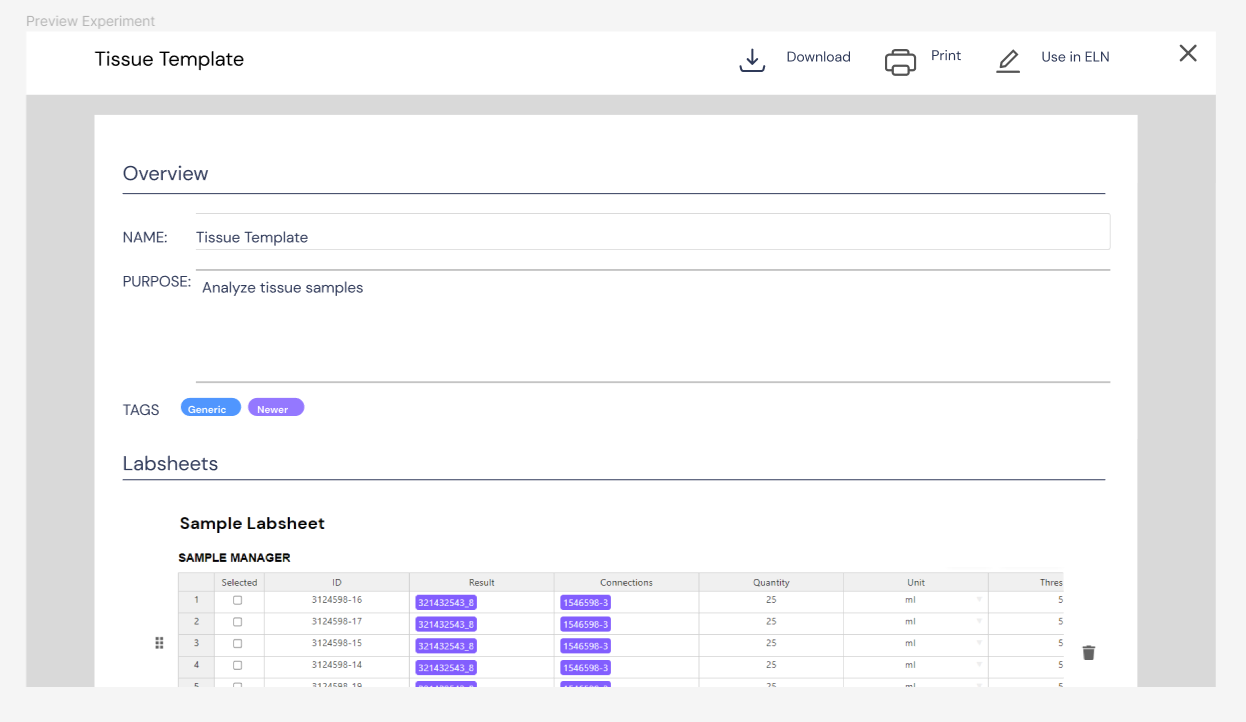 Preview Experiment
Tissue Template
Download
Print
Use in ELN
Overview
NAME:
Tissue Template
PURPOSE:
Analyze tissue samples
TAGS
Generic
Newer
Labsheets
Sample Labsheet
SAMPLE MANAGER
Selected ID Result Connections Quantity Unit Thres
1 3124598-16 321432543_8 1546598-3 25 ml 5
2 3124598-17 321432543_8 1546598-3 25 ml 5
3 3124598-15 321432543_8 1546598-3 25 ml 5
4 3124598-14 321432543_8 1546598-3 25 ml 5
5 3124598-19 25 ml 5